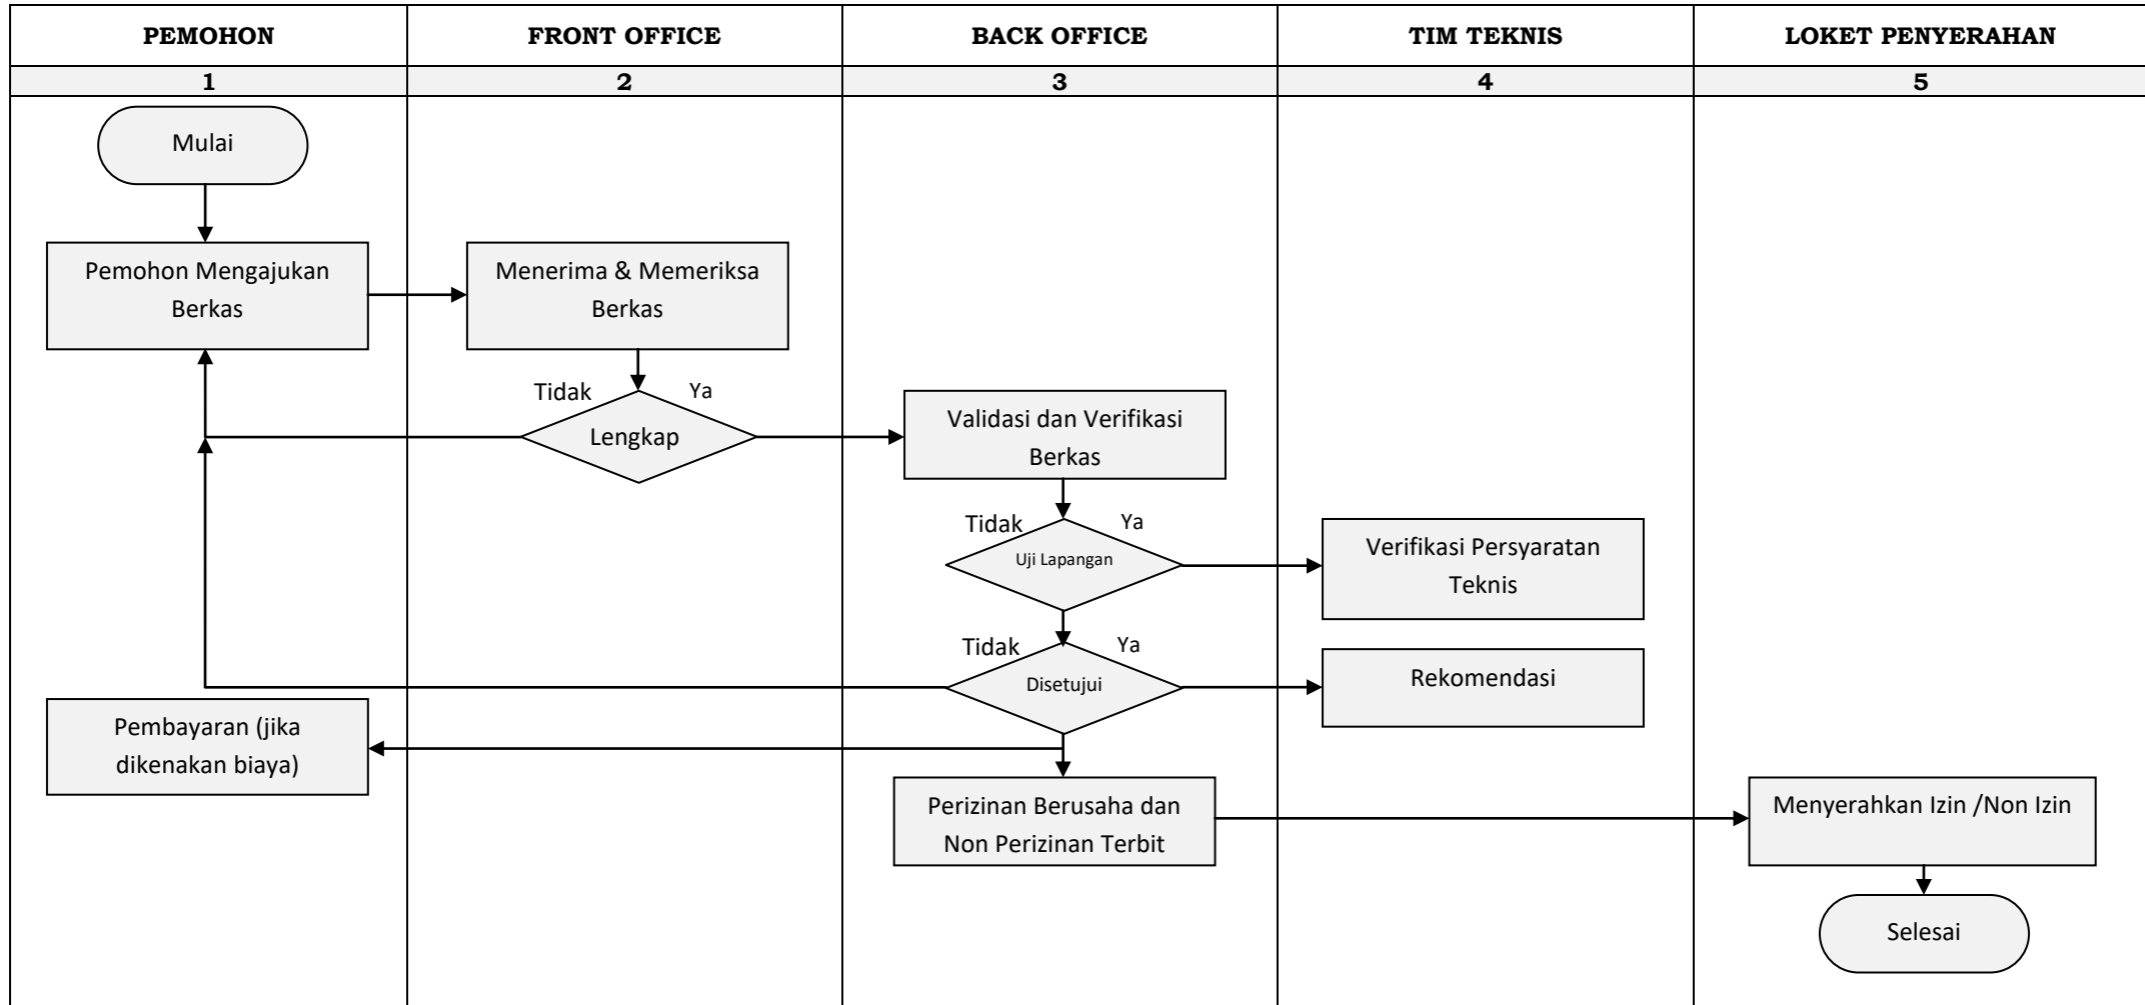 PEMOHON
FRONT OFFICE
BACK OFFICE
TIM TEKNIS
LOKET PENYERAHAN
1
2
3
4
5
Mulai
Pemohon Mengajukan
Berkas
Menerima & Memeriksa
Berkas
Tidak
Ya
Lengkap
Validasi dan Verifikasi
Berkas
Tidak
Ya
Uji Lapangan
Verifikasi Persyaratan
Teknis
Tidak
Ya
Disetujui
Rekomendasi
Pembayaran (jika
dikenakan biaya)
Perizinan Berusaha dan
Non Perizinan Terbit
Menyerahkan Izin /Non Izin
Selesai